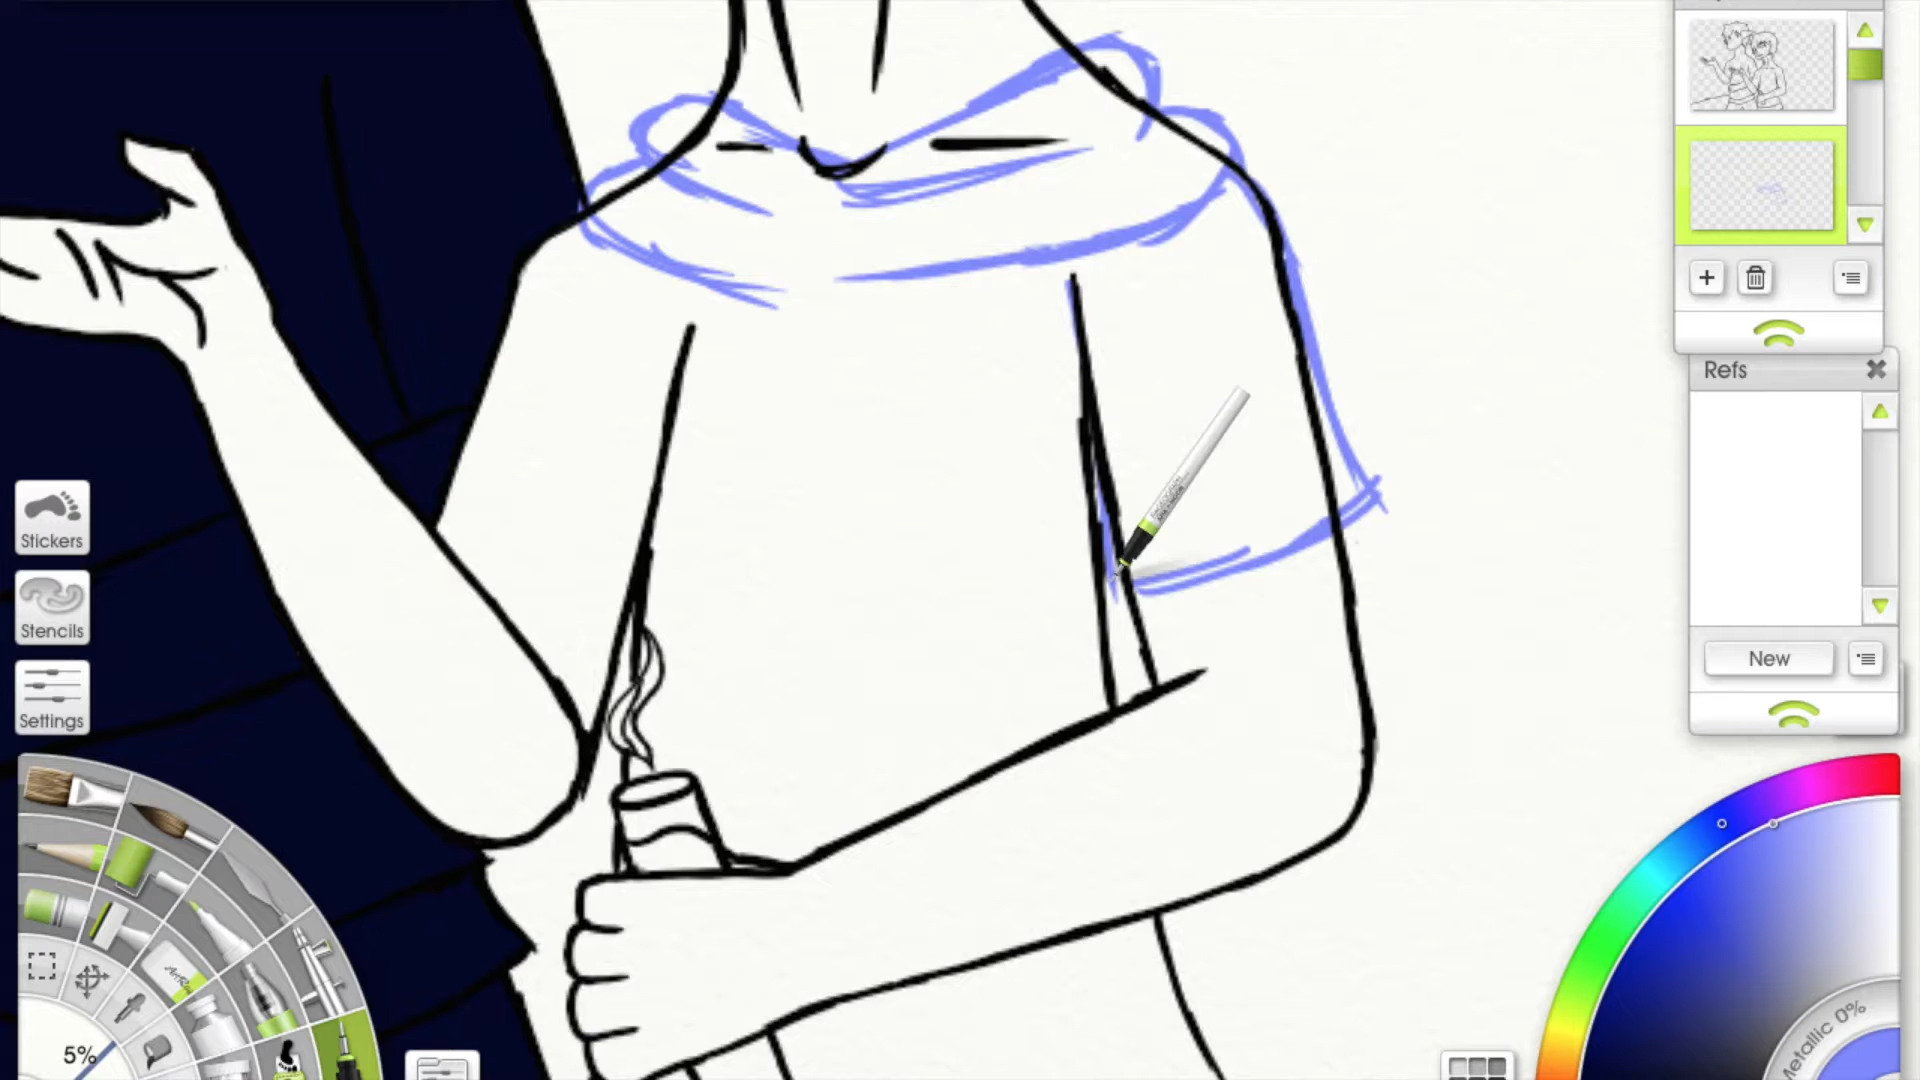 Refs
Stickers
Stencils
New
Settings
5%
Metallic 0%